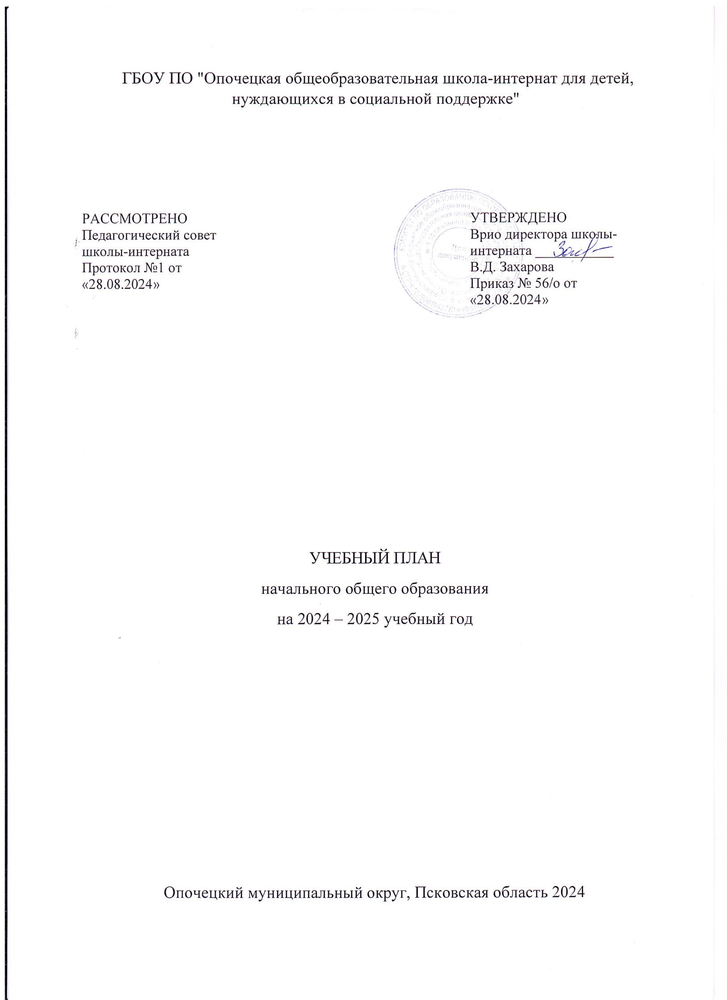 ГБОУ ПО "Опочецкая общеобразовательная школа-интернат для детей,
нуждающихся в социальной поддержке"
РАССМОТРЕНО
Педагогический совет
школы-интерната
Протокол №1 от
«28.08.2024»
УТВЕРЖДЕНО
Врио директора школы-
интерната ____________
В.Д. Захарова
Приказ № 56/о от
«28.08.2024»
Для
УЧЕБНЫЙ ПЛАН
начального общего образования
на 2024 – 2025 учебный год
Опочецкий муниципальный округ, Псковская область 2024